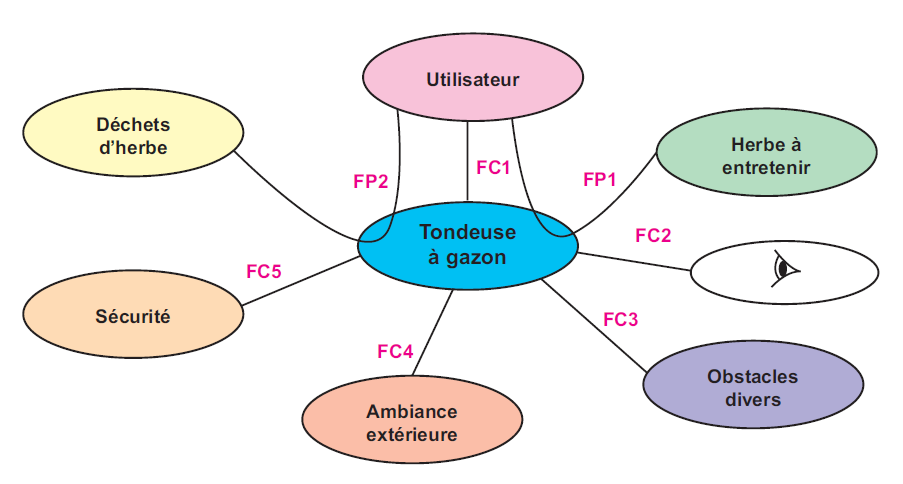 Utilisateur
Déchets
d’herbe
Herbe à
entretenir
FP2
FC1
FP1
Tondeuse
à gazon
FC2
FC5
Sécurité
FC3
FC4
Obstacles
divers
Ambiance
extérieure